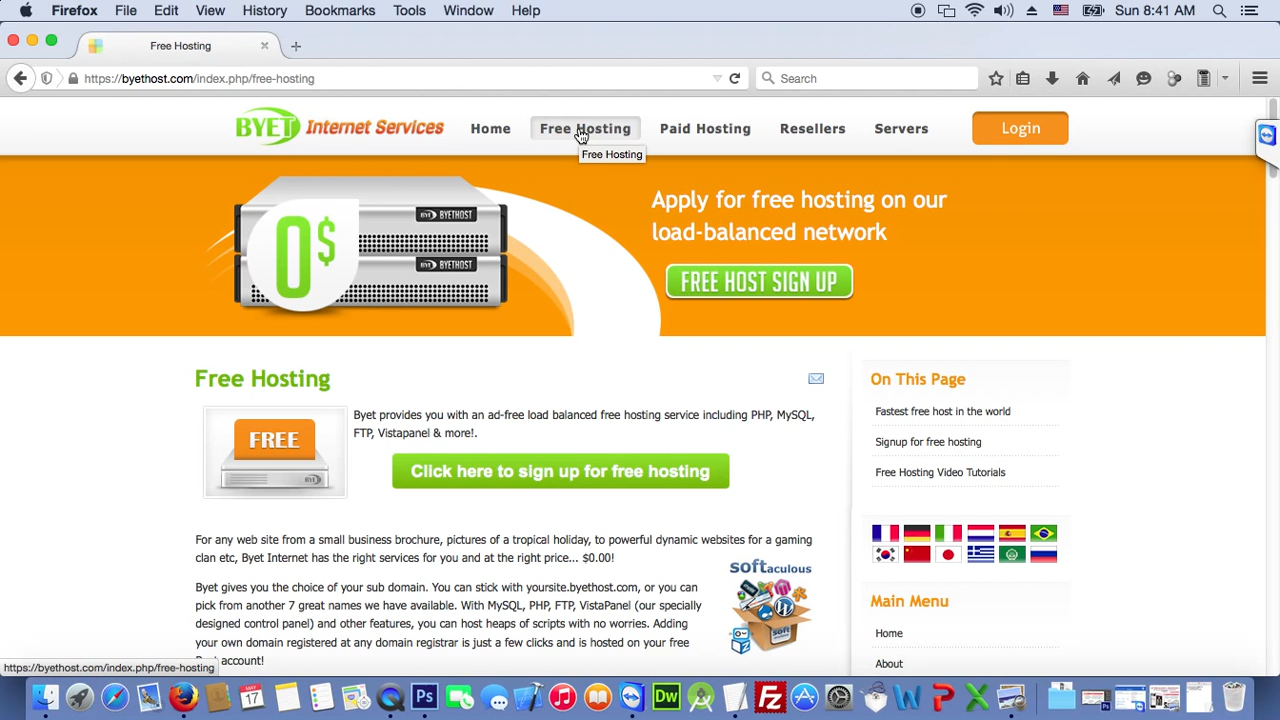 Firefox File Edit View History Bookmarks Tools Window Help Sun 8:41 AM
Free Hosting
https://byethost.com/index.php/free-hosting Search
BYET Internet Services Home Free Hosting Paid Hosting Resellers Servers Login
Free Hosting
BYETHOST
BYETHOST
0$
Apply for free hosting on our
load-balanced network
FREE HOST SIGN UP
Free Hosting
FREE
Byet provides you with an ad-free load balanced free hosting service including PHP, MySQL,
FTP, Vistapanel & more!.
Click here to sign up for free hosting
For any web site from a small business brochure, pictures of a tropical holiday, to powerful dynamic websites for a gaming
clan etc, Byet Internet has the right services for you and at the right price... $0.00!
Byet gives you the choice of your sub domain. You can stick with yoursite.byethost.com, or you can
pick from another 7 great names we have available. With MySQL, PHP, FTP, VistaPanel (our specially
designed control panel) and other features, you can host heaps of scripts with no worries. Adding
your own domain registered at any domain registrar is just a few clicks and is hosted on your free
account!
softaculous
soft
On This Page
Fastest free host in the world
Signup for free hosting
Free Hosting Video Tutorials
Main Menu
Home
About
https://byethost.com/index.php/free-hosting
MAY
17
Ps
Dw
Fz
W
P
X